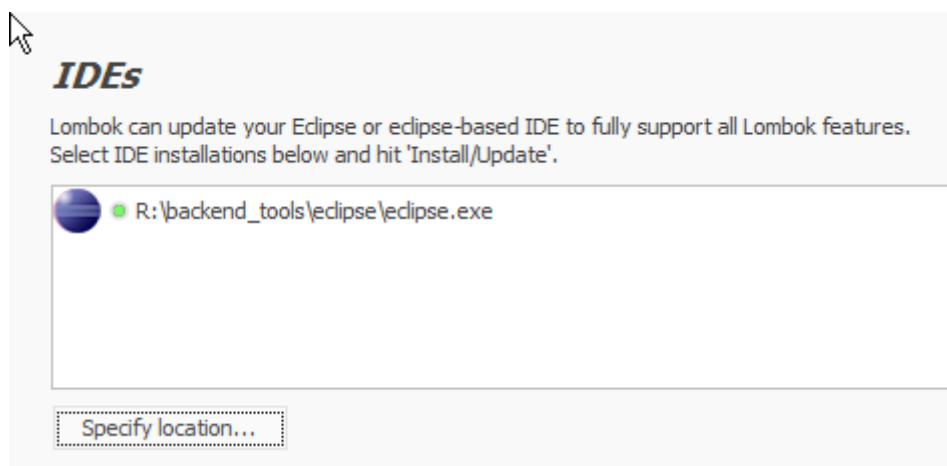 IDEs
Lombok can update your Eclipse or eclipse-based IDE to fully support all Lombok features.
Select IDE installations below and hit 'Install/Update'.
R:\backend_tools\eclipse\eclipse.exe
Specify location...